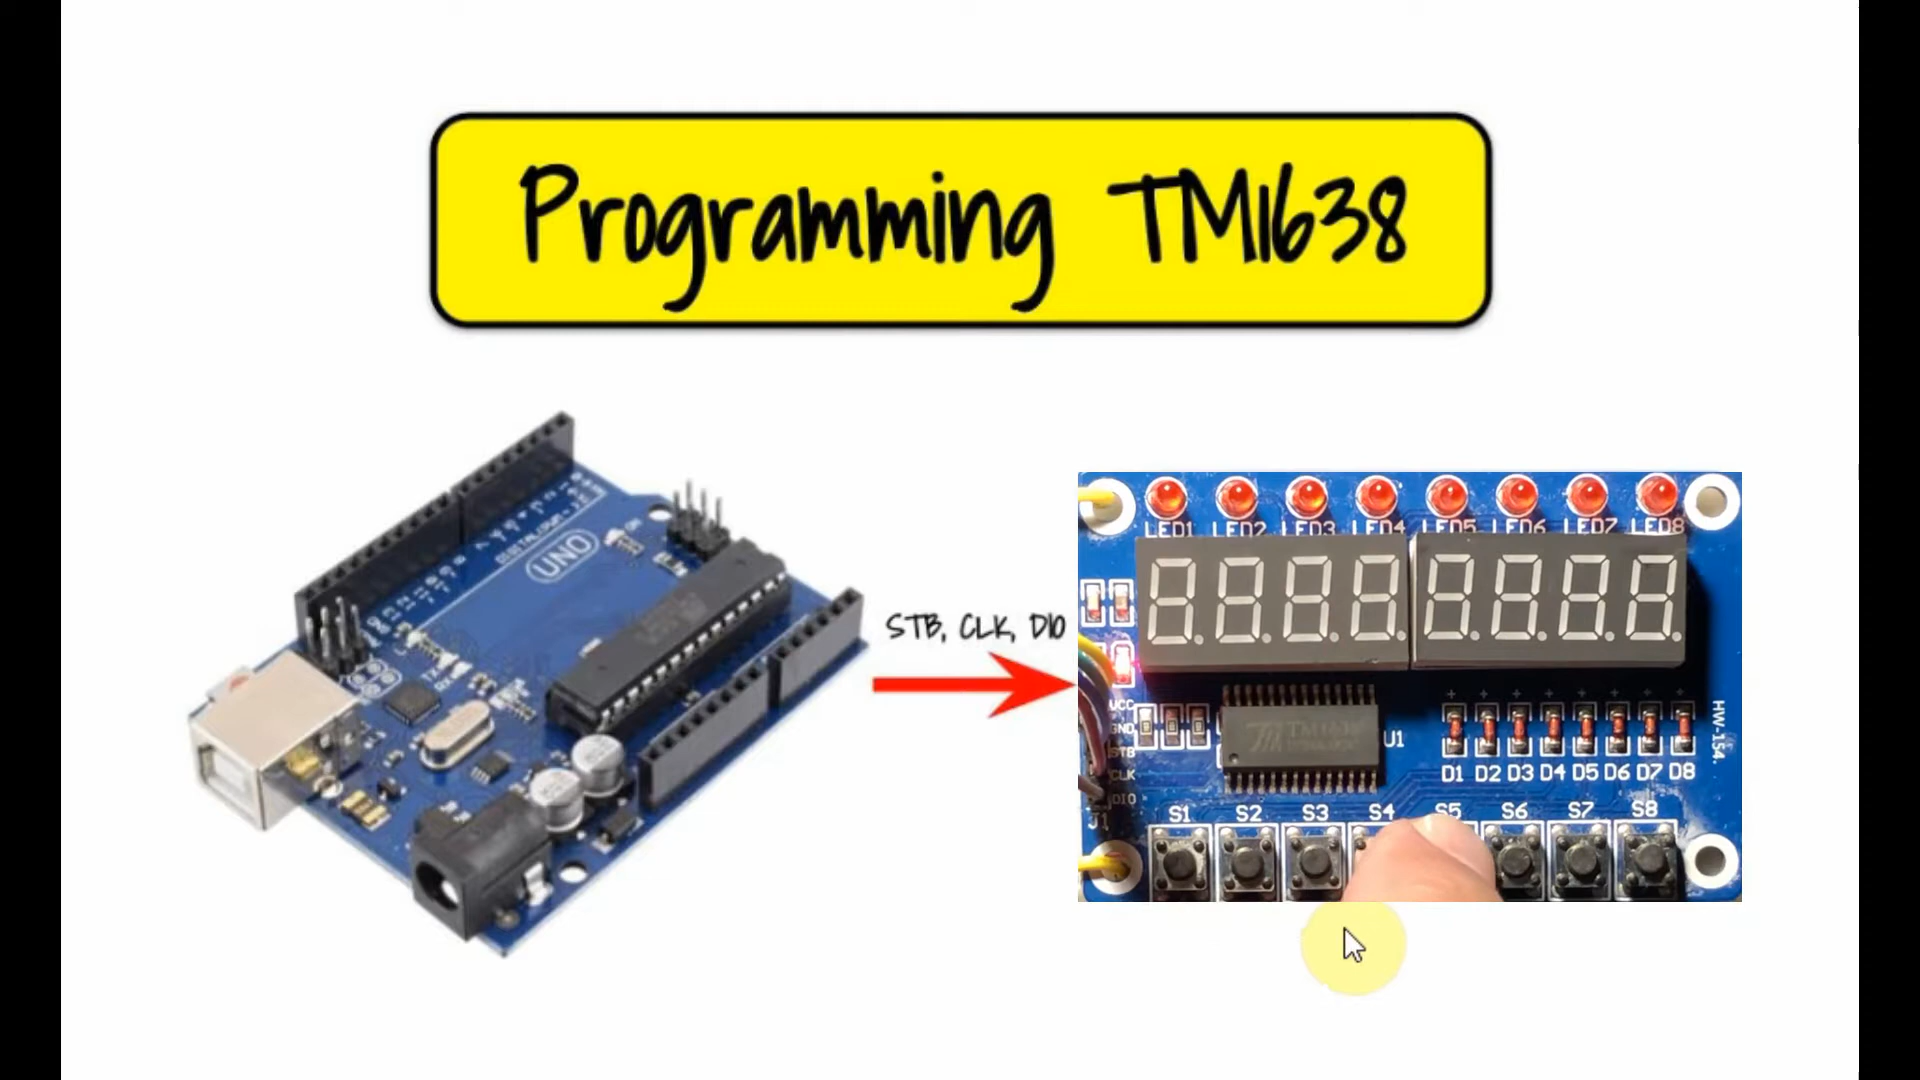 Programming TM1638
UNO
STB, CLK, DIO
LED1 LED2 LED3 LED4 LED5 LED6 LED7 LED8
VCC
GND
STB
CLK
DIO
J1
TM1638
U1
HW-154.
D1 D2 D3 D4 D5 D6 D7 D8
S1 S2 S3 S4 S5 S6 S7 S8